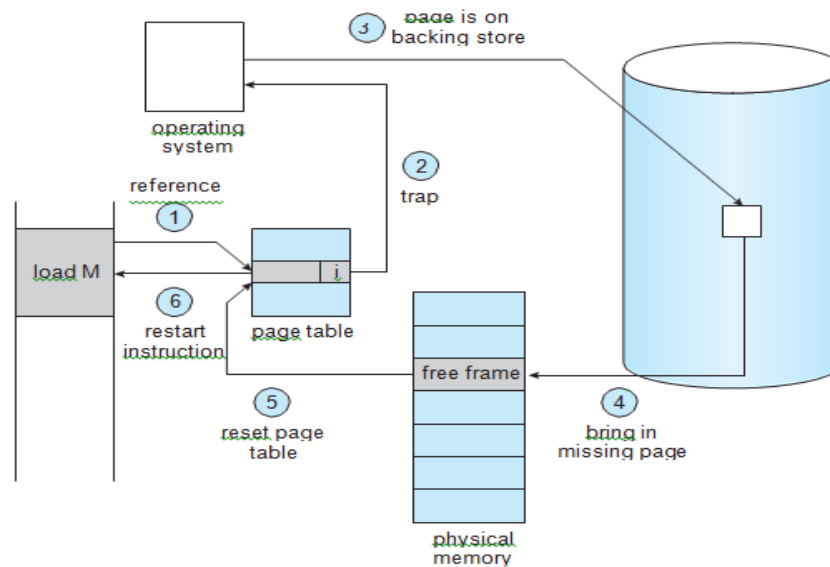 3
page is on
backing store
operating
system
2
trap
reference
1
load M
i
6
restart
instruction
page table
free frame
5
reset page
table
4
bring in
missing page
physical
memory